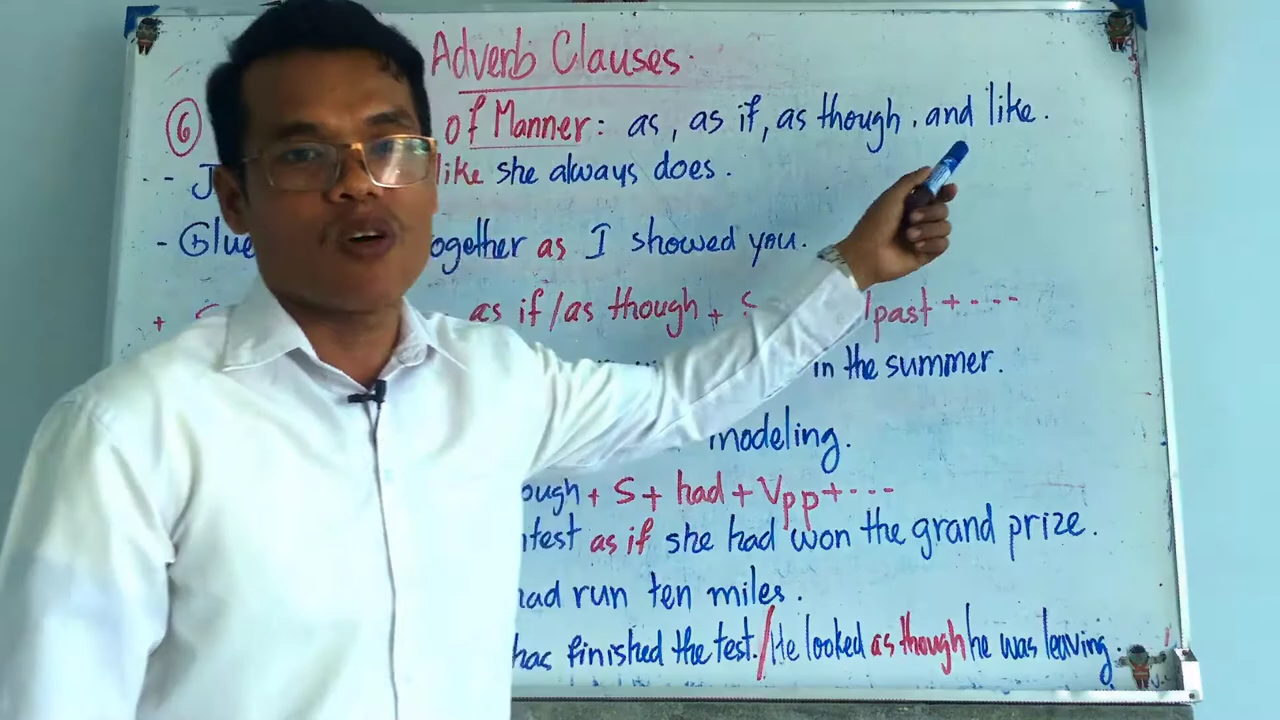 Adverb Clauses.
6 of Manner: as, as if, as though, and like.
- J like she always does.
- Glue together as I showed you.
+ as if/as though + S /past + ----
in the summer.
modeling.
ough + S + had + Vpp + ---
test as if she had won the grand prize.
had run ten miles.
has finished the test./He looked as though he was leaving.